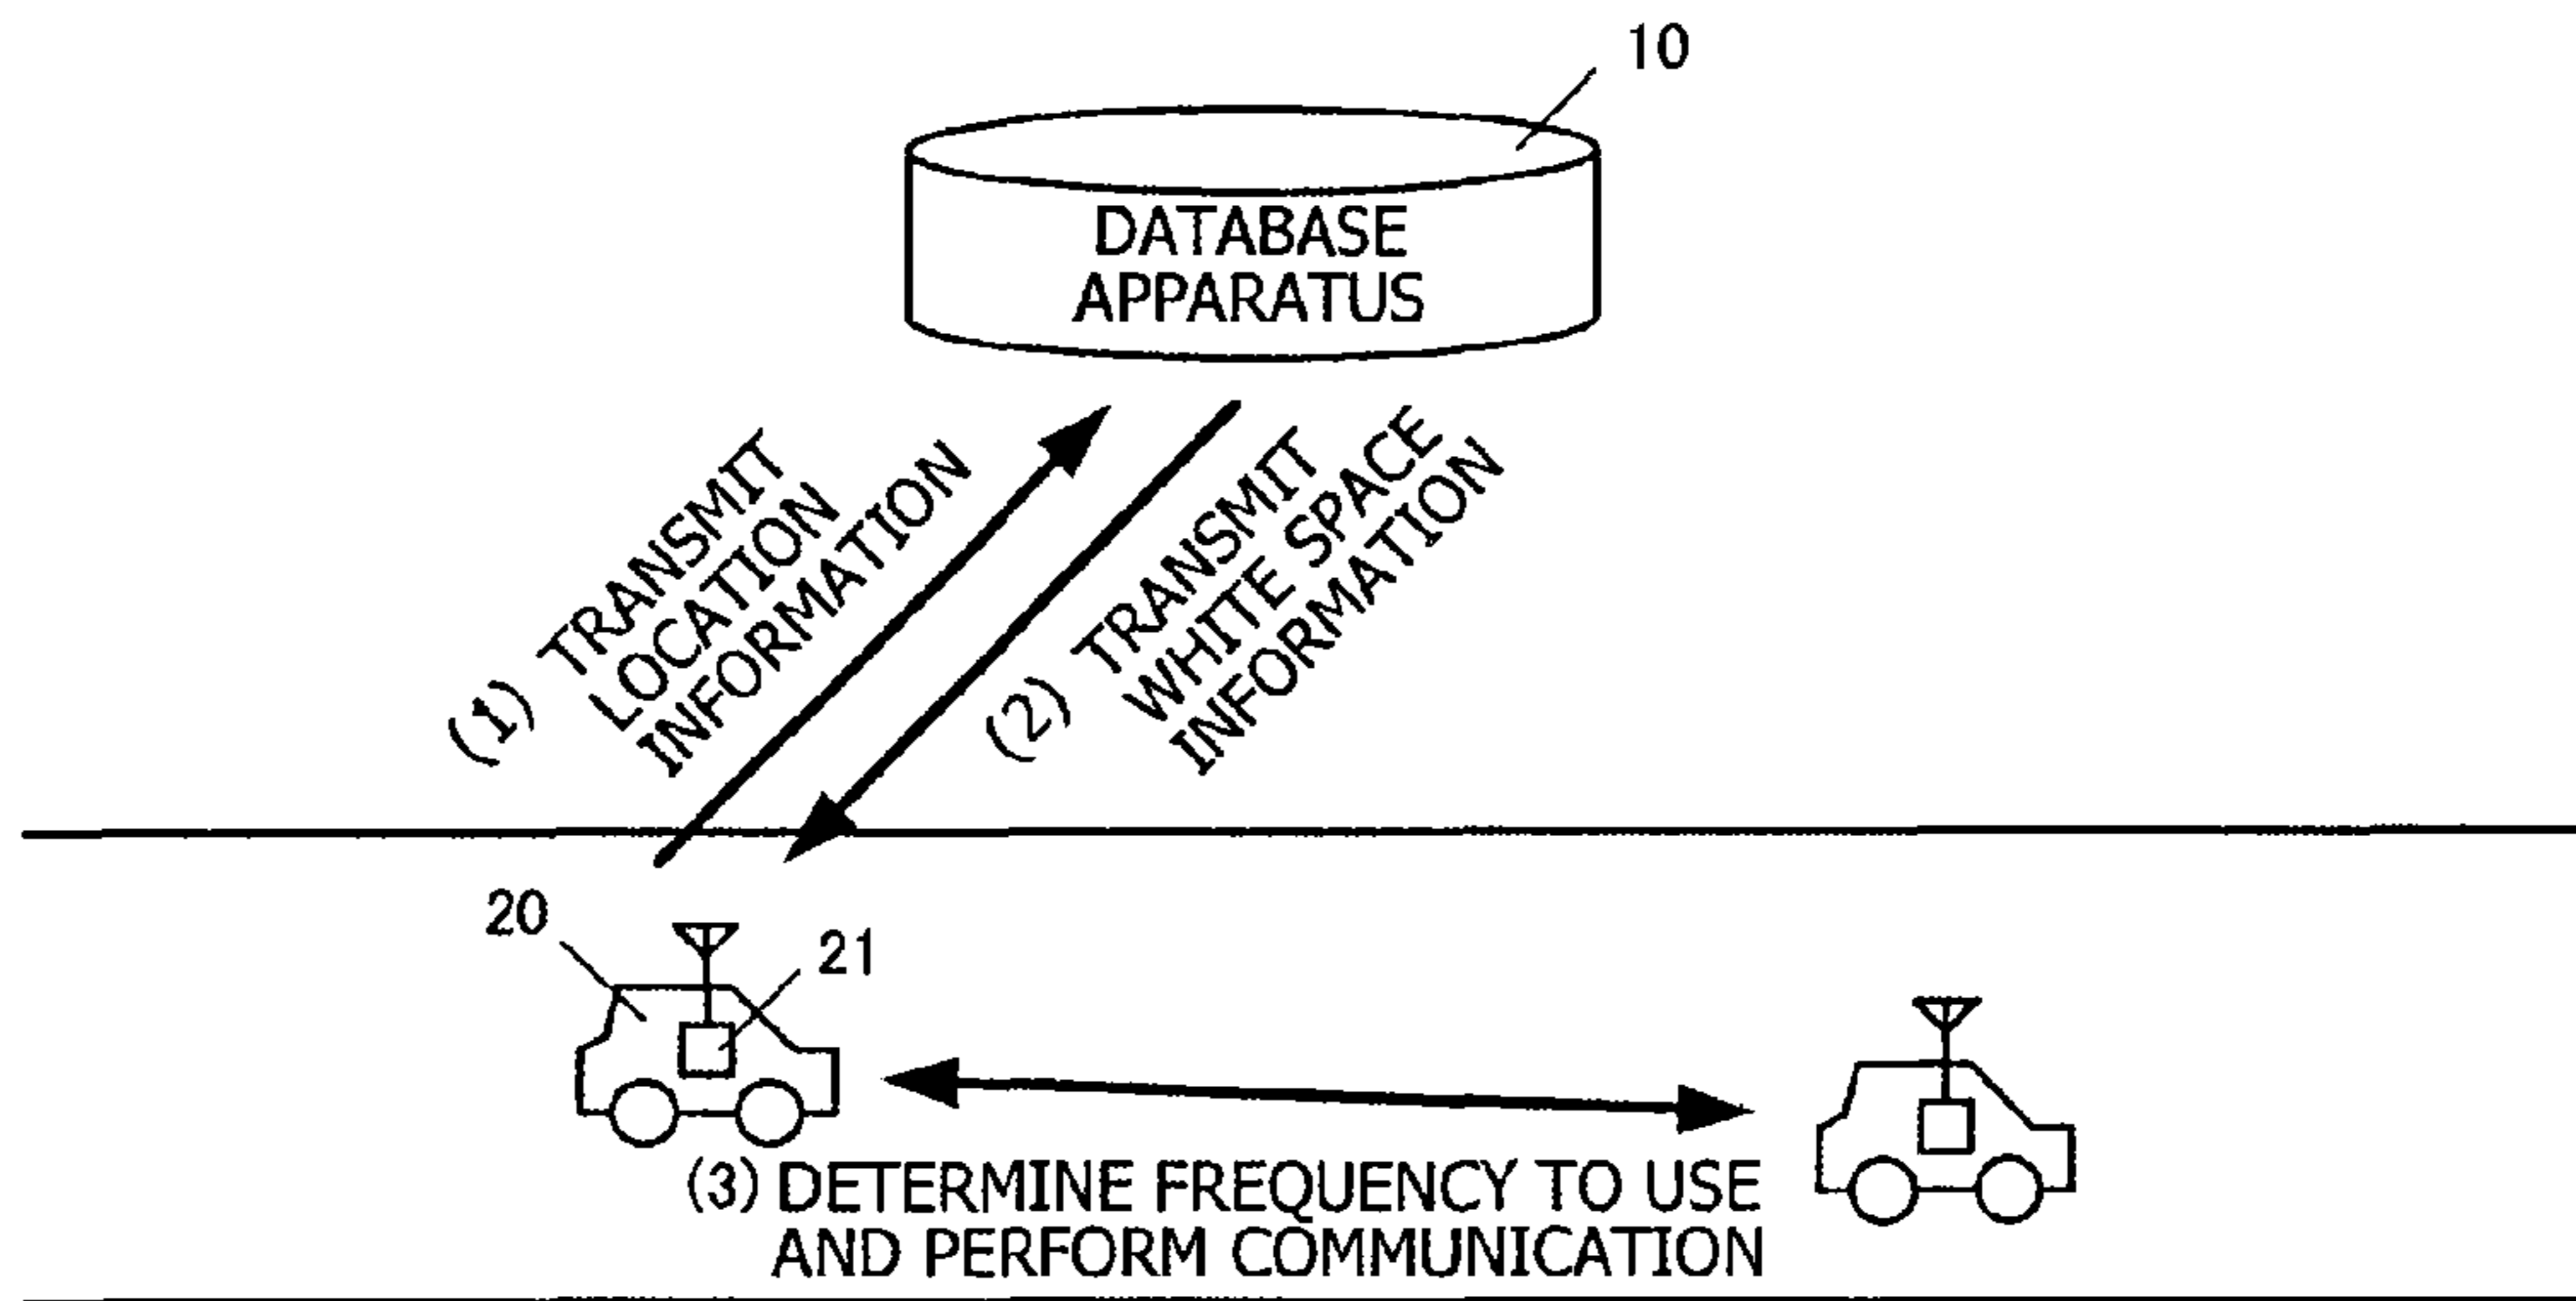 10
DATABASE
APPARATUS
(1) TRANSMIT
LOCATION
INFORMATION
(2) TRANSMIT
WHITE SPACE
INFORMATION
20
21
(3) DETERMINE FREQUENCY TO USE
AND PERFORM COMMUNICATION